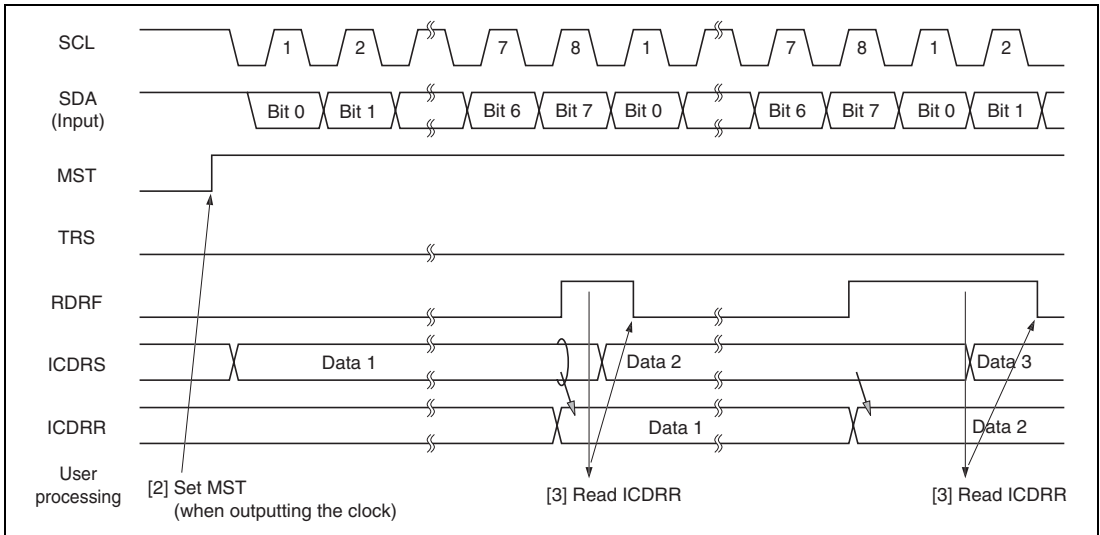 SCL 1 2 7 8 1 7 8 1 2
SDA
(Input)
Bit 0 Bit 1 Bit 6 Bit 7 Bit 0 Bit 6 Bit 7 Bit 0 Bit 1
MST
TRS
RDRF
ICDRS Data 1 Data 2 Data 3
ICDRR Data 1 Data 2
User
processing
[2] Set MST
(when outputting the clock)
[3] Read ICDRR
[3] Read ICDRR